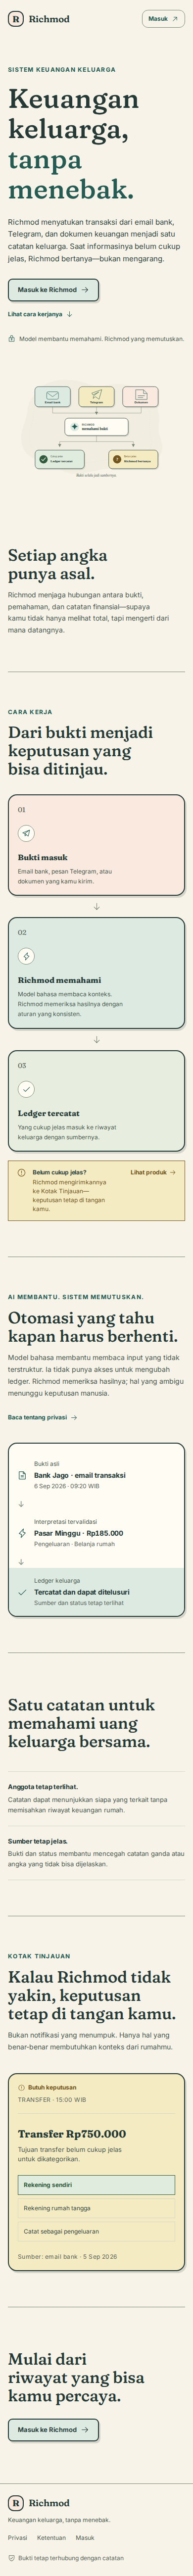 R Richmod
Masuk
SISTEM KEUANGAN KELUARGA
Keuangan
keluarga,
tanpa
menebak.
Richmod menyatukan transaksi dari email bank,
Telegram, dan dokumen keuangan menjadi satu
catatan keluarga. Saat informasinya belum cukup
jelas, Richmod bertanya—bukan mengarang.
Masuk ke Richmod
Lihat cara kerjanya
Model membantu memahami. Richmod yang memutuskan.
Email bank
Telegram
Dokumen
RICHMOD
memahami bukti
Ledger tercatat
Richmod bertanya
Setiap angka
punya asal.
Richmod menjaga hubungan antara bukti,
pemahaman, dan catatan finansial—supaya
kamu tidak hanya melihat total, tapi mengerti dari
mana datangnya.
CARA KERJA
Dari bukti menjadi
keputusan yang
bisa ditinjau.
01
Bukti masuk
Email bank, pesan Telegram, atau
dokumen yang kamu kirim.
02
Richmod memahami
Model bahasa membaca konteks.
Richmod memeriksa hasilnya dengan
aturan yang konsisten.
03
Ledger tercatat
Yang cukup jelas masuk ke riwayat
keluarga dengan sumbernya.
Belum cukup jelas?
Richmod mengirimkannya
ke Kotak Tinjauan—
keputusan tetap di tangan
kamu.
Lihat produk
AI MEMBANTU. SISTEM MEMUTUSKAN.
Otomasi yang tahu
kapan harus berhenti.
Model bahasa membantu membaca input yang tidak
terstruktur. Ia tidak punya akses untuk mengubah
ledger. Richmod memeriksa hasilnya; hal yang ambigu
menunggu keputusan manusia.
Baca tentang privasi
Bukti asli
Bank Jago · email transaksi
6 Sep 2026 · 09:20 WIB
Interpretasi tervalidasi
Pasar Minggu · Rp185.000
Pengeluaran · Belanja rumah
Ledger keluarga
Tercatat dan dapat ditelusuri
Sumber dan status tetap terlihat
Satu catatan untuk
memahami uang
keluarga bersama.
Anggota tetap terlihat.
Catatan dapat menunjukkan siapa yang terkait tanpa
memisahkan riwayat keuangan rumah.
Sumber tetap jelas.
Bukti dan status membantu mencegah catatan ganda atau
angka yang tidak bisa dijelaskan.
KOTAK TINJAUAN
Kalau Richmod tidak
yakin, keputusan
tetap di tangan kamu.
Bukan notifikasi yang menumpuk. Hanya hal yang
benar-benar membutuhkan konteks dari rumahmu.
Butuh keputusan
TRANSFER · 15:00 WIB
Transfer Rp750.000
Tujuan transfer belum cukup jelas
untuk dikategorikan.
Rekening sendiri
Rekening rumah tangga
Catat sebagai pengeluaran
Sumber: email bank · 5 Sep 2026
Mulai dari
riwayat yang bisa
kamu percaya.
Masuk ke Richmod
R Richmod
Keuangan keluarga, tanpa menebak.
Privasi Ketentuan Masuk
Bukti tetap terhubung dengan catatan